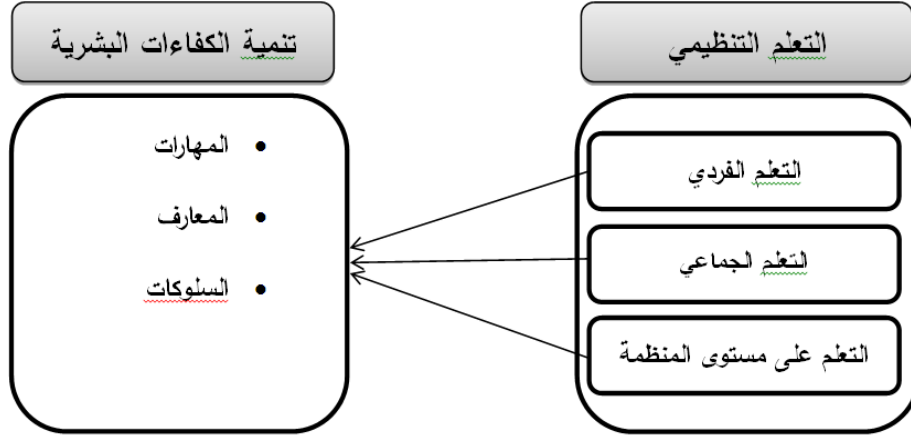 التعلم التنظيمي
التعلم الفردي
التعلم الجماعي
التعلم على مستوى المنظمة
تنمية الكفاءات البشرية
• المهارات
• المعارف
• السلوكات